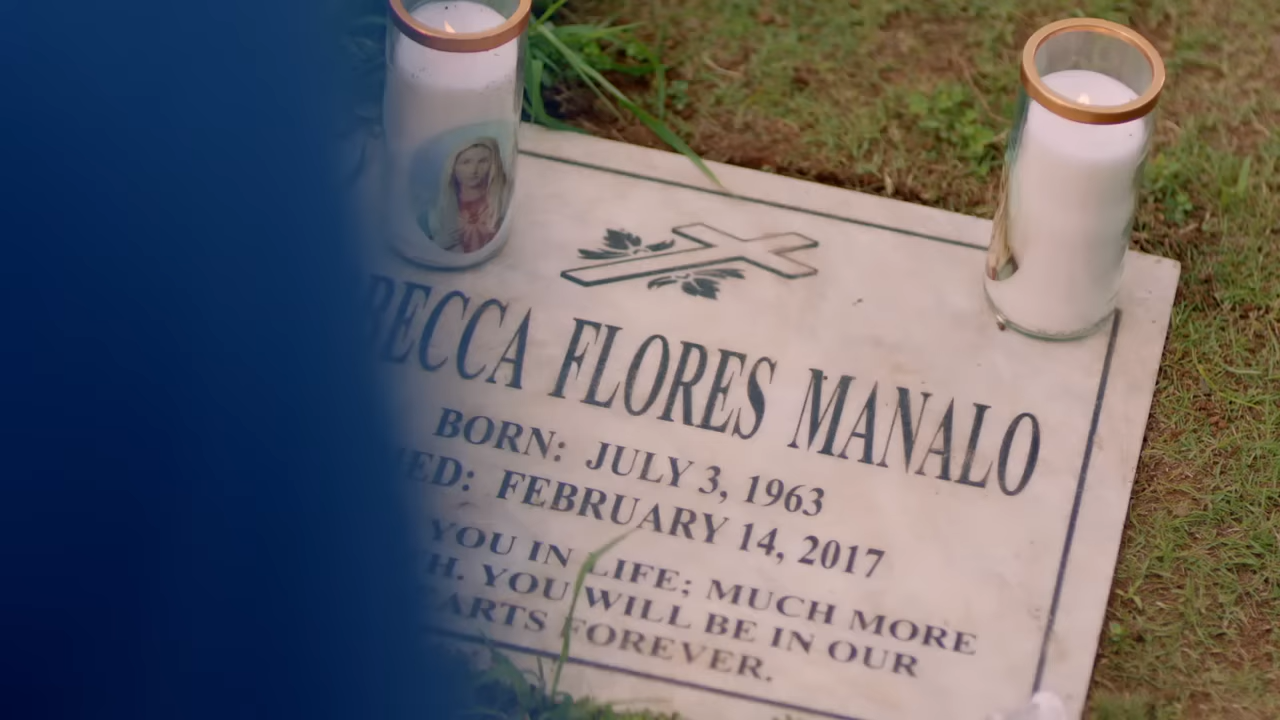 BECCA FLORES MANALO
BORN: JULY 3, 1963
ED: FEBRUARY 14, 2017
YOU IN LIFE; MUCH MORE
H. YOU WILL BE IN OUR
ARTS FOREVER.